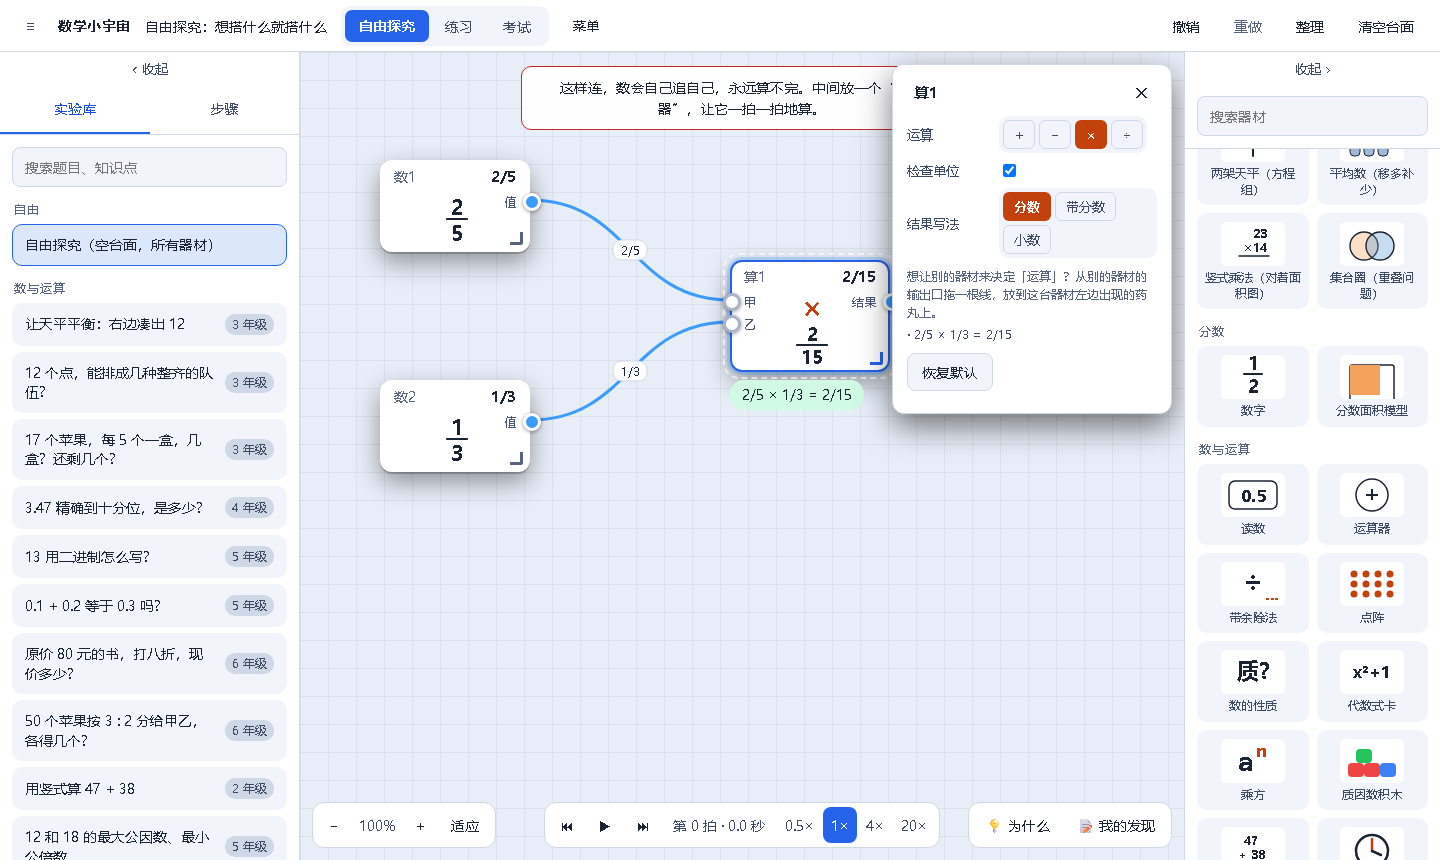 ≡ 数学小宇宙 自由探究：想搭什么就搭什么 自由探究 练习 考试 菜单 撤销 重做 整理 清空台面
‹ 收起
实验库 步骤
搜索题目、知识点
自由
自由探究（空台面，所有器材）
数与运算
让天平平衡：右边凑出 12 3 年级
12 个点，能排成几种整齐的队
伍？ 3 年级
17 个苹果，每 5 个一盒，几
盒？还剩几个？ 3 年级
3.47 精确到十分位，是多少？ 4 年级
13 用二进制怎么写？ 5 年级
0.1 + 0.2 等于 0.3 吗？ 5 年级
原价 80 元的书，打八折，现
价多少？ 6 年级
50 个苹果按 3 : 2 分给甲乙，
各得几个？ 6 年级
用竖式算 47 + 38 2 年级
12 和 18 的最大公因数、最小
公倍数 5 年级
这样连，数会自己追自己，永远算不完。中间放一个“
器”，让它一拍一拍地算。
数1 2/5
值
2
5
2/5
数2 1/3
值
1
3
1/3
算1 2/15
甲 结果
乙
×
2
15
2/5 × 1/3 = 2/15
算1 ✕
运算 + − × ÷
检查单位
结果写法 分数 带分数
小数
想让别的器材来决定「运算」？从别的器材的
输出口拖一根线，放到这台器材左边出现的药
丸上。
· 2/5 × 1/3 = 2/15
恢复默认
− 100% + 适应
⏮ ▶ ⏭ 第 0 拍 · 0.0 秒 0.5× 1× 4× 20×
为什么 我的发现
收起 ›
搜索器材
两架天平（方程
组）
平均数（移多补
少）
23
×14
竖式乘法（对着面
积图）
集合圈（重叠问
题）
分数
1
2
数字
分数面积模型
数与运算
0.5
读数
+
运算器
÷
...
带余除法
点阵
质?
数的性质
x²+1
代数式卡
aⁿ
乘方
质因数积木
47
+ 38